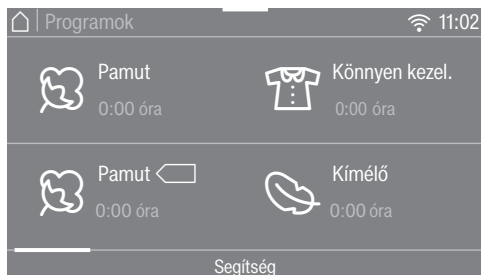 Programok 11:02
Pamut
0:00 óra
Könnyen kezel.
0:00 óra
Pamut
0:00 óra
Kímélő
0:00 óra
Segítség